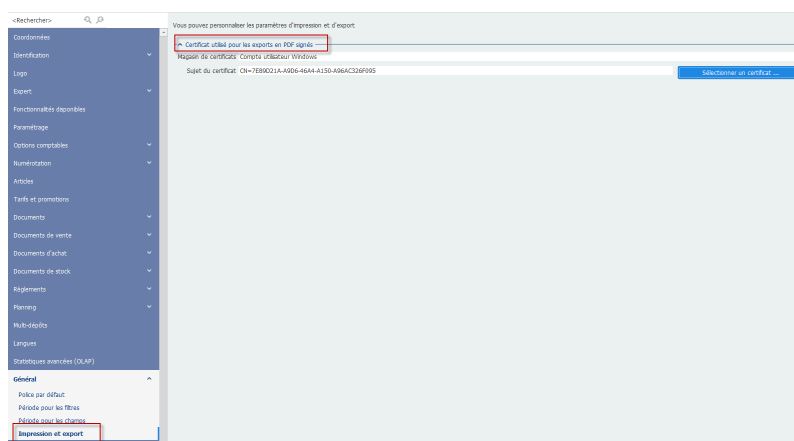 <Rechercher>
Vous pouvez personnaliser les paramètres d'impression et d'export
Coordonnées
Certificat utilisé pour les exports en PDF signés
Identification
Magasin de certificats Compte utilisateur Windows
Logo
Sujet du certificat CN=7E89D21A-A9D6-46A4-A150-A96AC326F095
Sélectionner un certificat ...
Expert
Fonctionnalités disponibles
Paramétrage
Options comptables
Numérotation
Articles
Tarifs et promotions
Documents
Documents de vente
Documents d'achat
Documents de stock
Règlements
Planning
Multi-dépôts
Langues
Statistiques avancées (OLAP)
Général
Police par défaut
Période pour les filtres
Période pour les champs
Impression et export